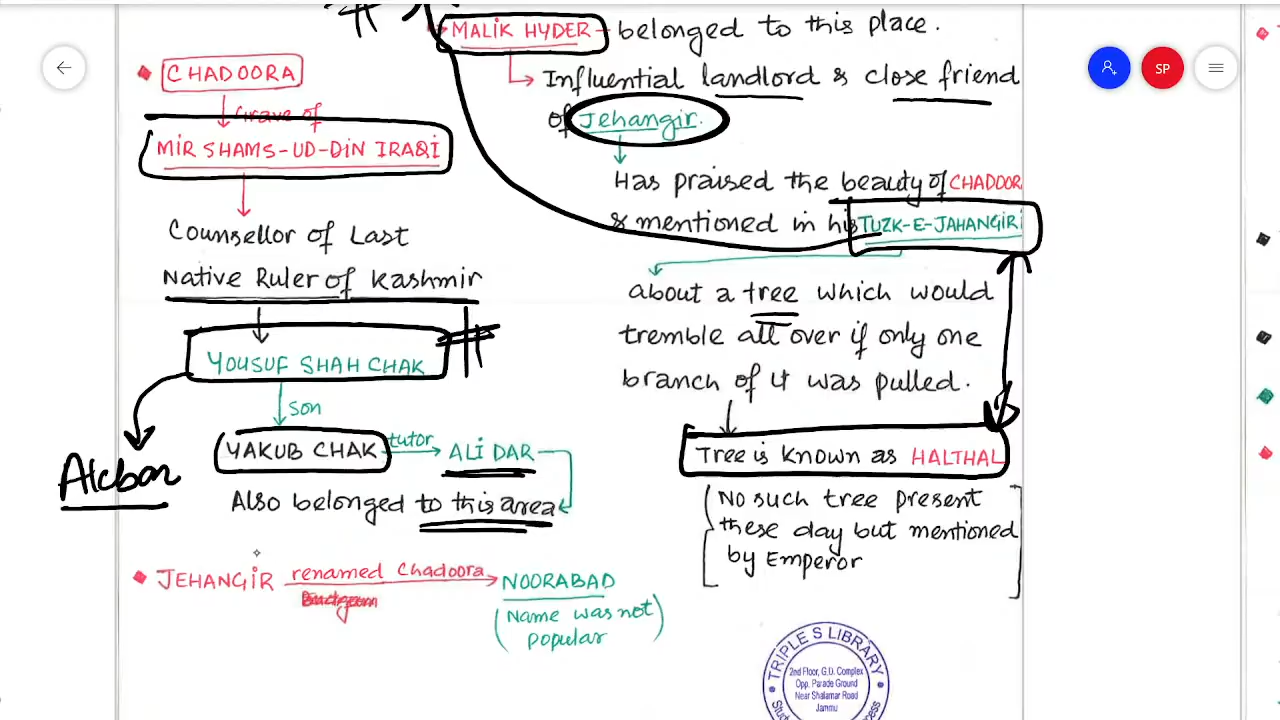 MALIK HYDER belonged to this place.
Influential landlord & close friend
of Jehangir.
Has praised the beauty of CHADOOR
& mentioned in his TUZK-E-JAHANGIRI
about a tree which would
tremble all over if only one
branch of it was pulled.
Tree is known as HALTHAL
No such tree present
these day but mentioned
by Emperor
CHADOORA
Grave of
MIR SHAMS-UD-DIN IRAQI
Counsellor of Last
Native Ruler of Kashmir
YOUSUF SHAH CHAK
son
YAKUB CHAK tutor ALI DAR
Also belonged to this area
Akbar
JEHANGIR renamed Chadoora NOORABAD
(Name was not
popular)
SP
TRIPLE S LIBRARY
2nd Floor, G.D. Complex
Opp. Parade Ground
Near Shalamar Road
Jammu